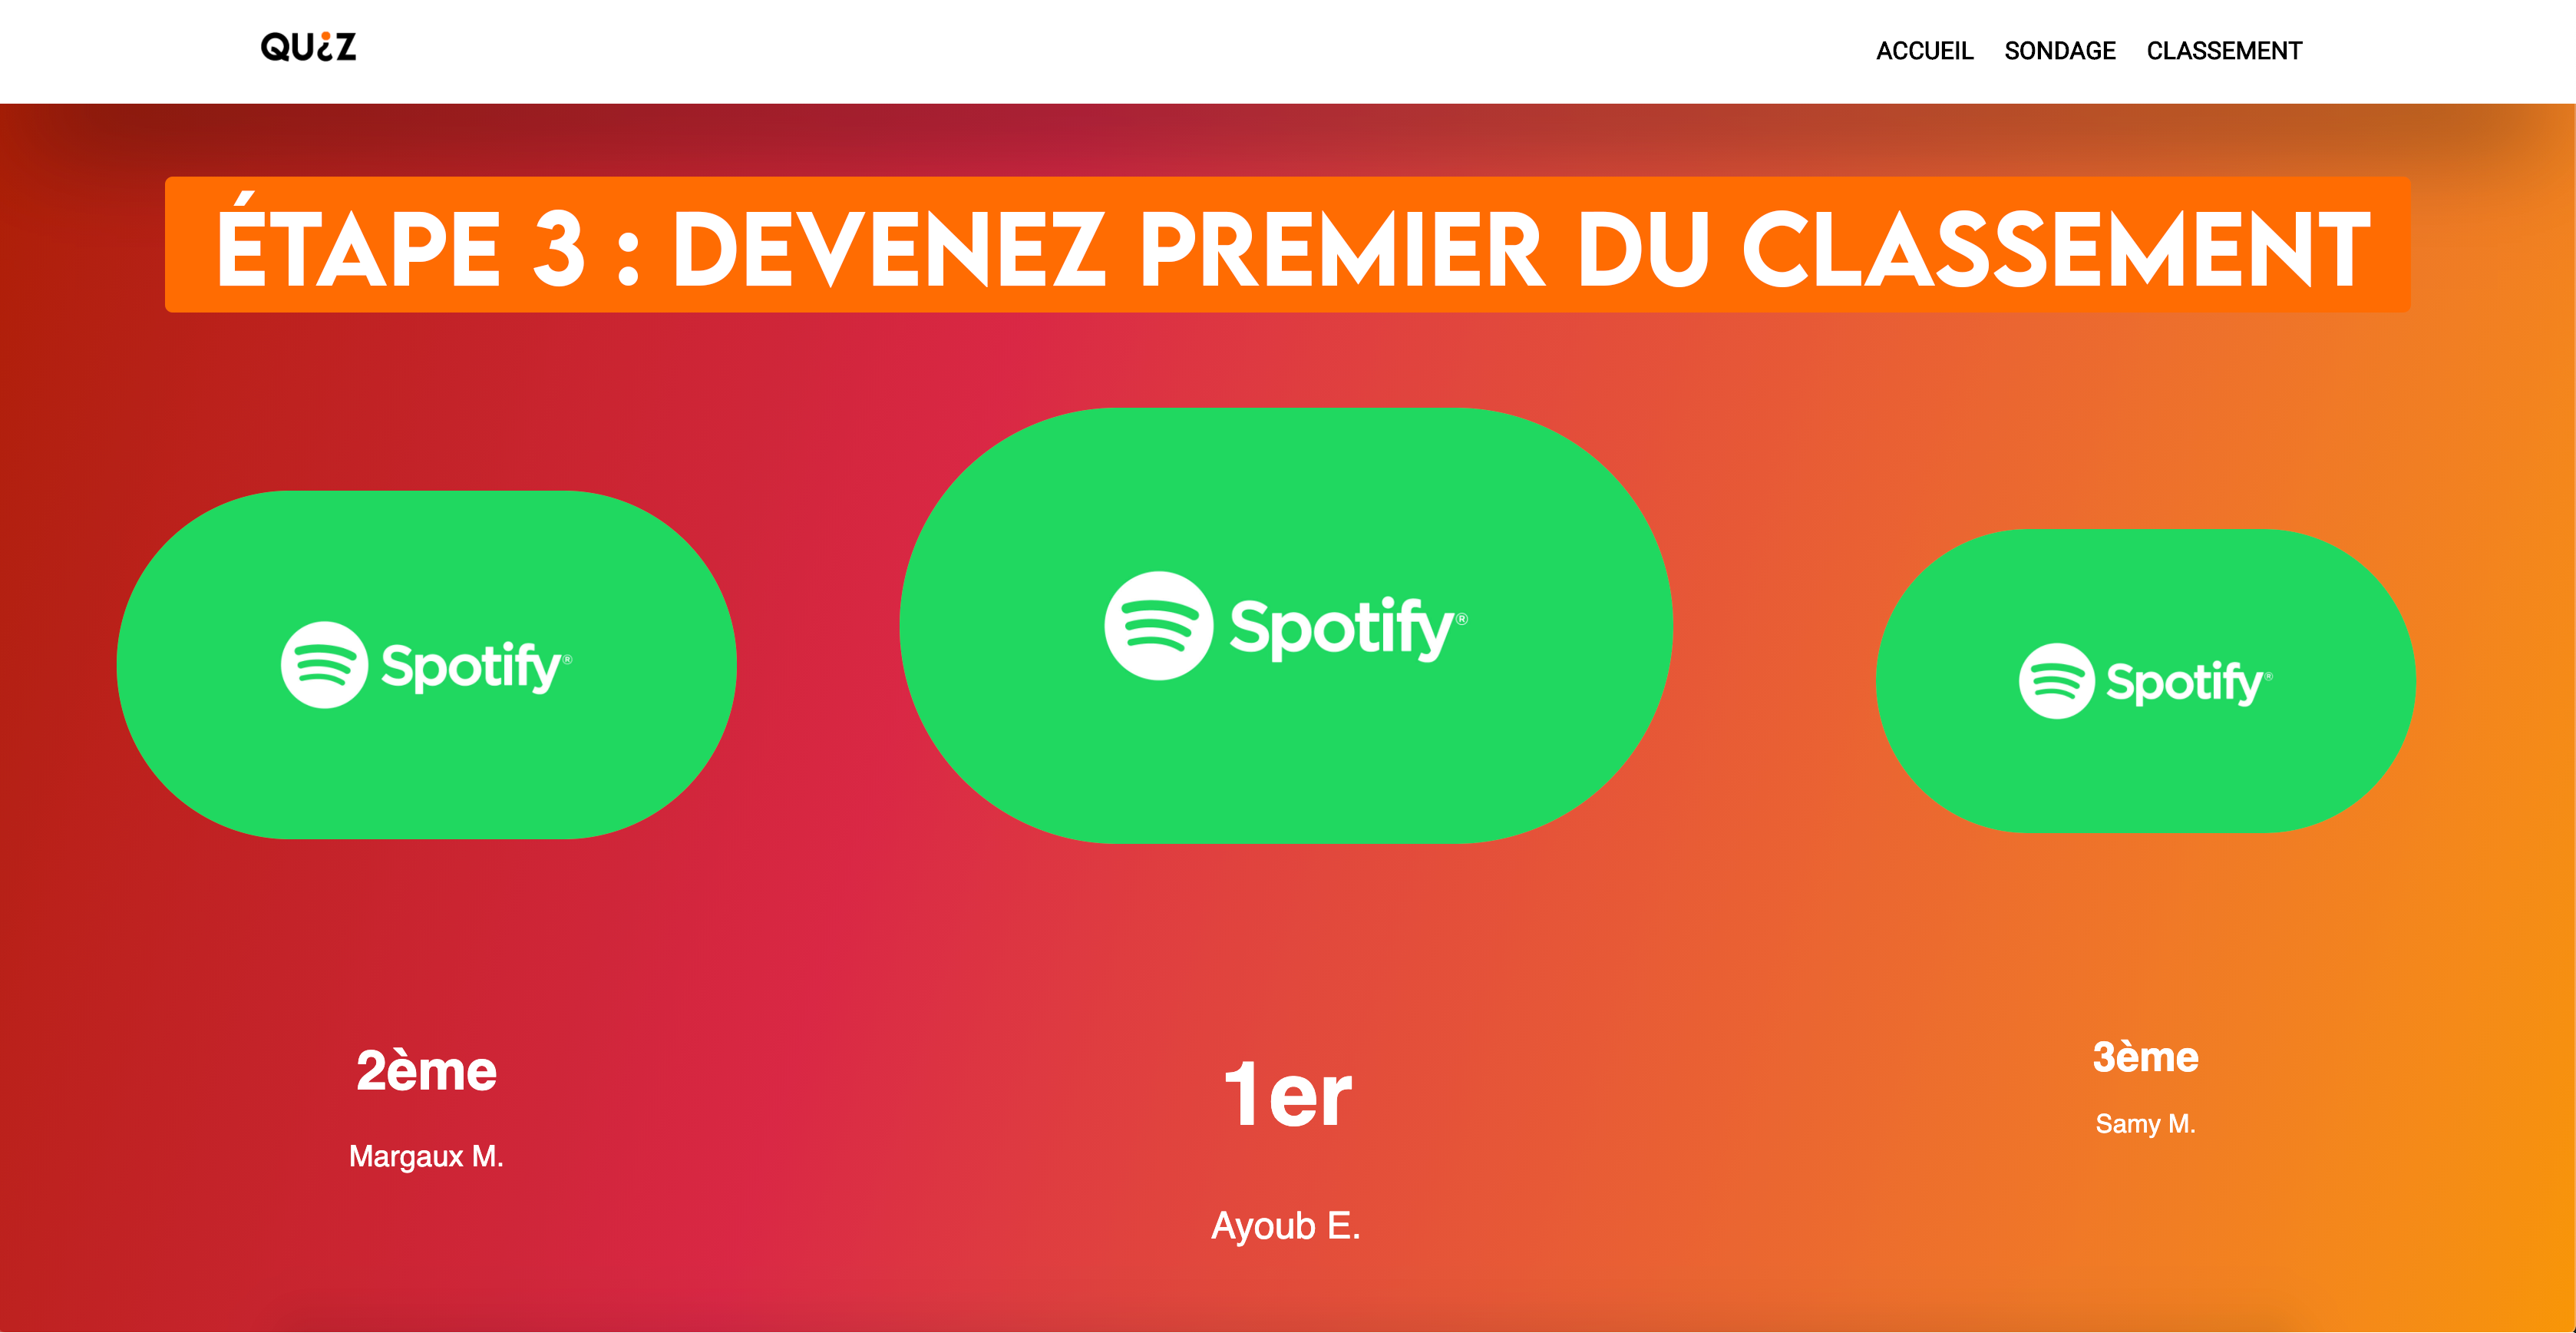 QU¿Z
ACCUEIL SONDAGE CLASSEMENT
ÉTAPE 3 : DEVENEZ PREMIER DU CLASSEMENT
Spotify®
Spotify®
Spotify®
2ème
Margaux M.
1er
Ayoub E.
3ème
Samy M.